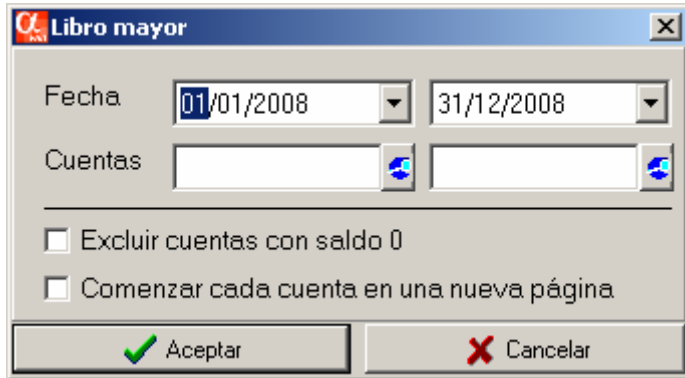 Libro mayor
Fecha 01/01/2008 31/12/2008
Cuentas
Excluir cuentas con saldo 0
Comenzar cada cuenta en una nueva página
Aceptar Cancelar